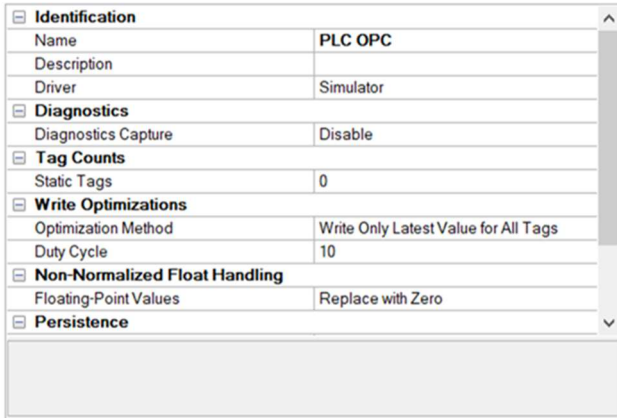 Identification
Name PLC OPC
Description
Driver Simulator
Diagnostics
Diagnostics Capture Disable
Tag Counts
Static Tags 0
Write Optimizations
Optimization Method Write Only Latest Value for All Tags
Duty Cycle 10
Non-Normalized Float Handling
Floating-Point Values Replace with Zero
Persistence